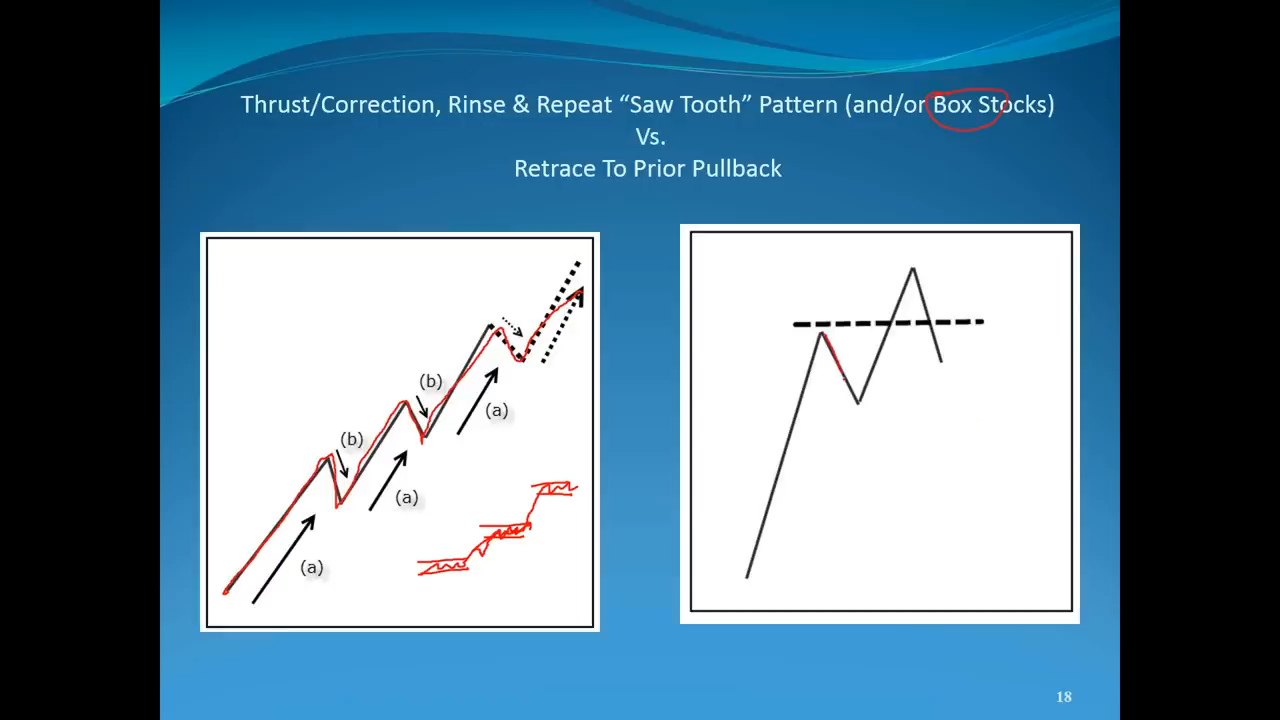 Thrust/Correction, Rinse & Repeat “Saw Tooth” Pattern (and/or Box Stocks)
Vs.
Retrace To Prior Pullback
(b)
(a)
(b)
(a)
(a)
18